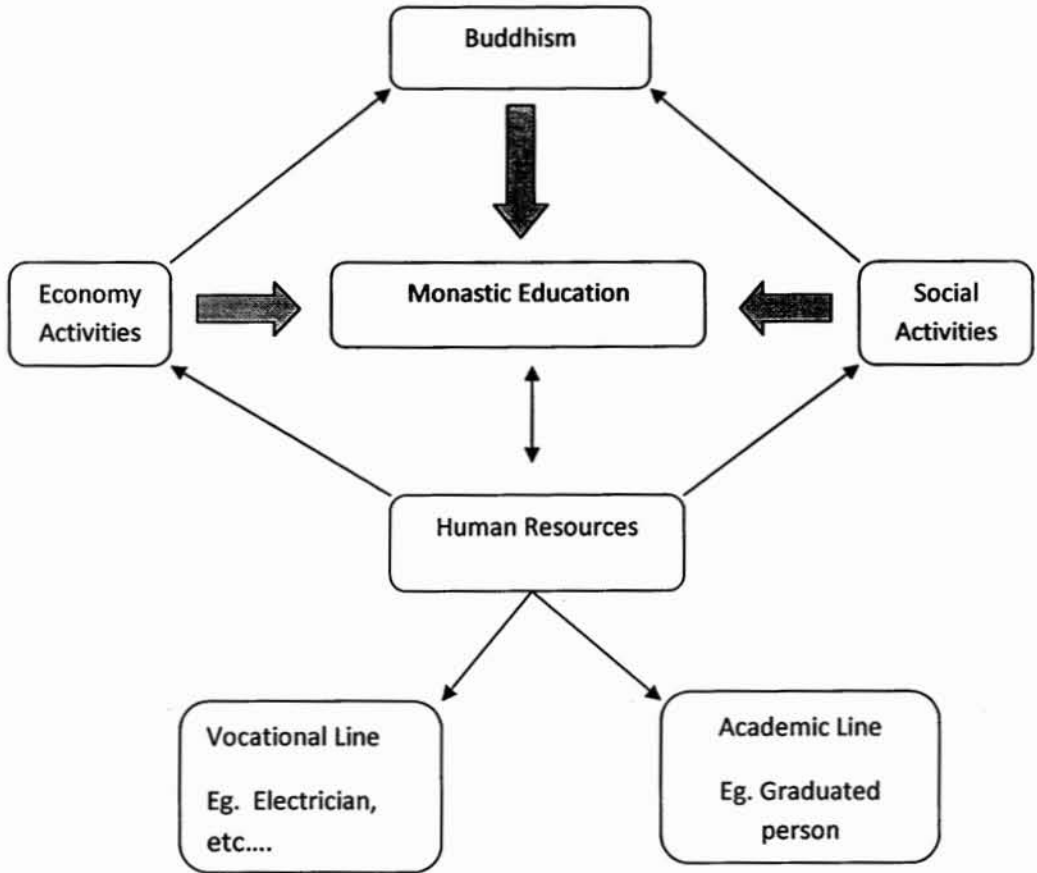 Buddhism
Economy
Activities
Monastic Education
Social
Activities
Human Resources
Vocational Line
Eg.  Electrician,
etc....
Academic Line
Eg. Graduated
person